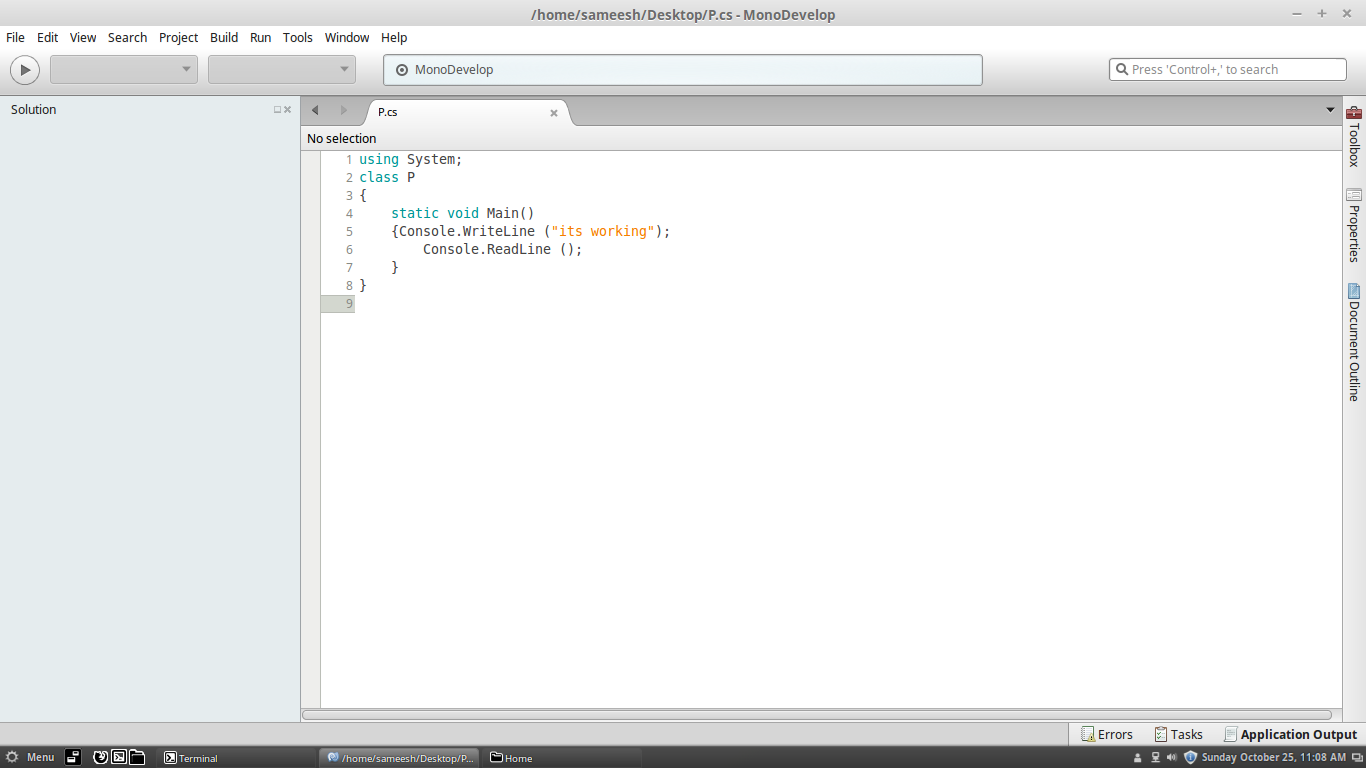 /home/sameesh/Desktop/P.cs - MonoDevelop
File Edit View Search Project Build Run Tools Window Help
MonoDevelop
Press 'Control+,' to search
Solution
P.cs
No selection
1 using System;
2 class P
3 {
4 static void Main()
5 {Console.WriteLine ("its working");
6 Console.ReadLine ();
7 }
8 }
9
Toolbox
Properties
Document Outline
Errors Tasks Application Output
Menu Terminal /home/sameesh/Desktop/P... Home Sunday October 25, 11:08 AM